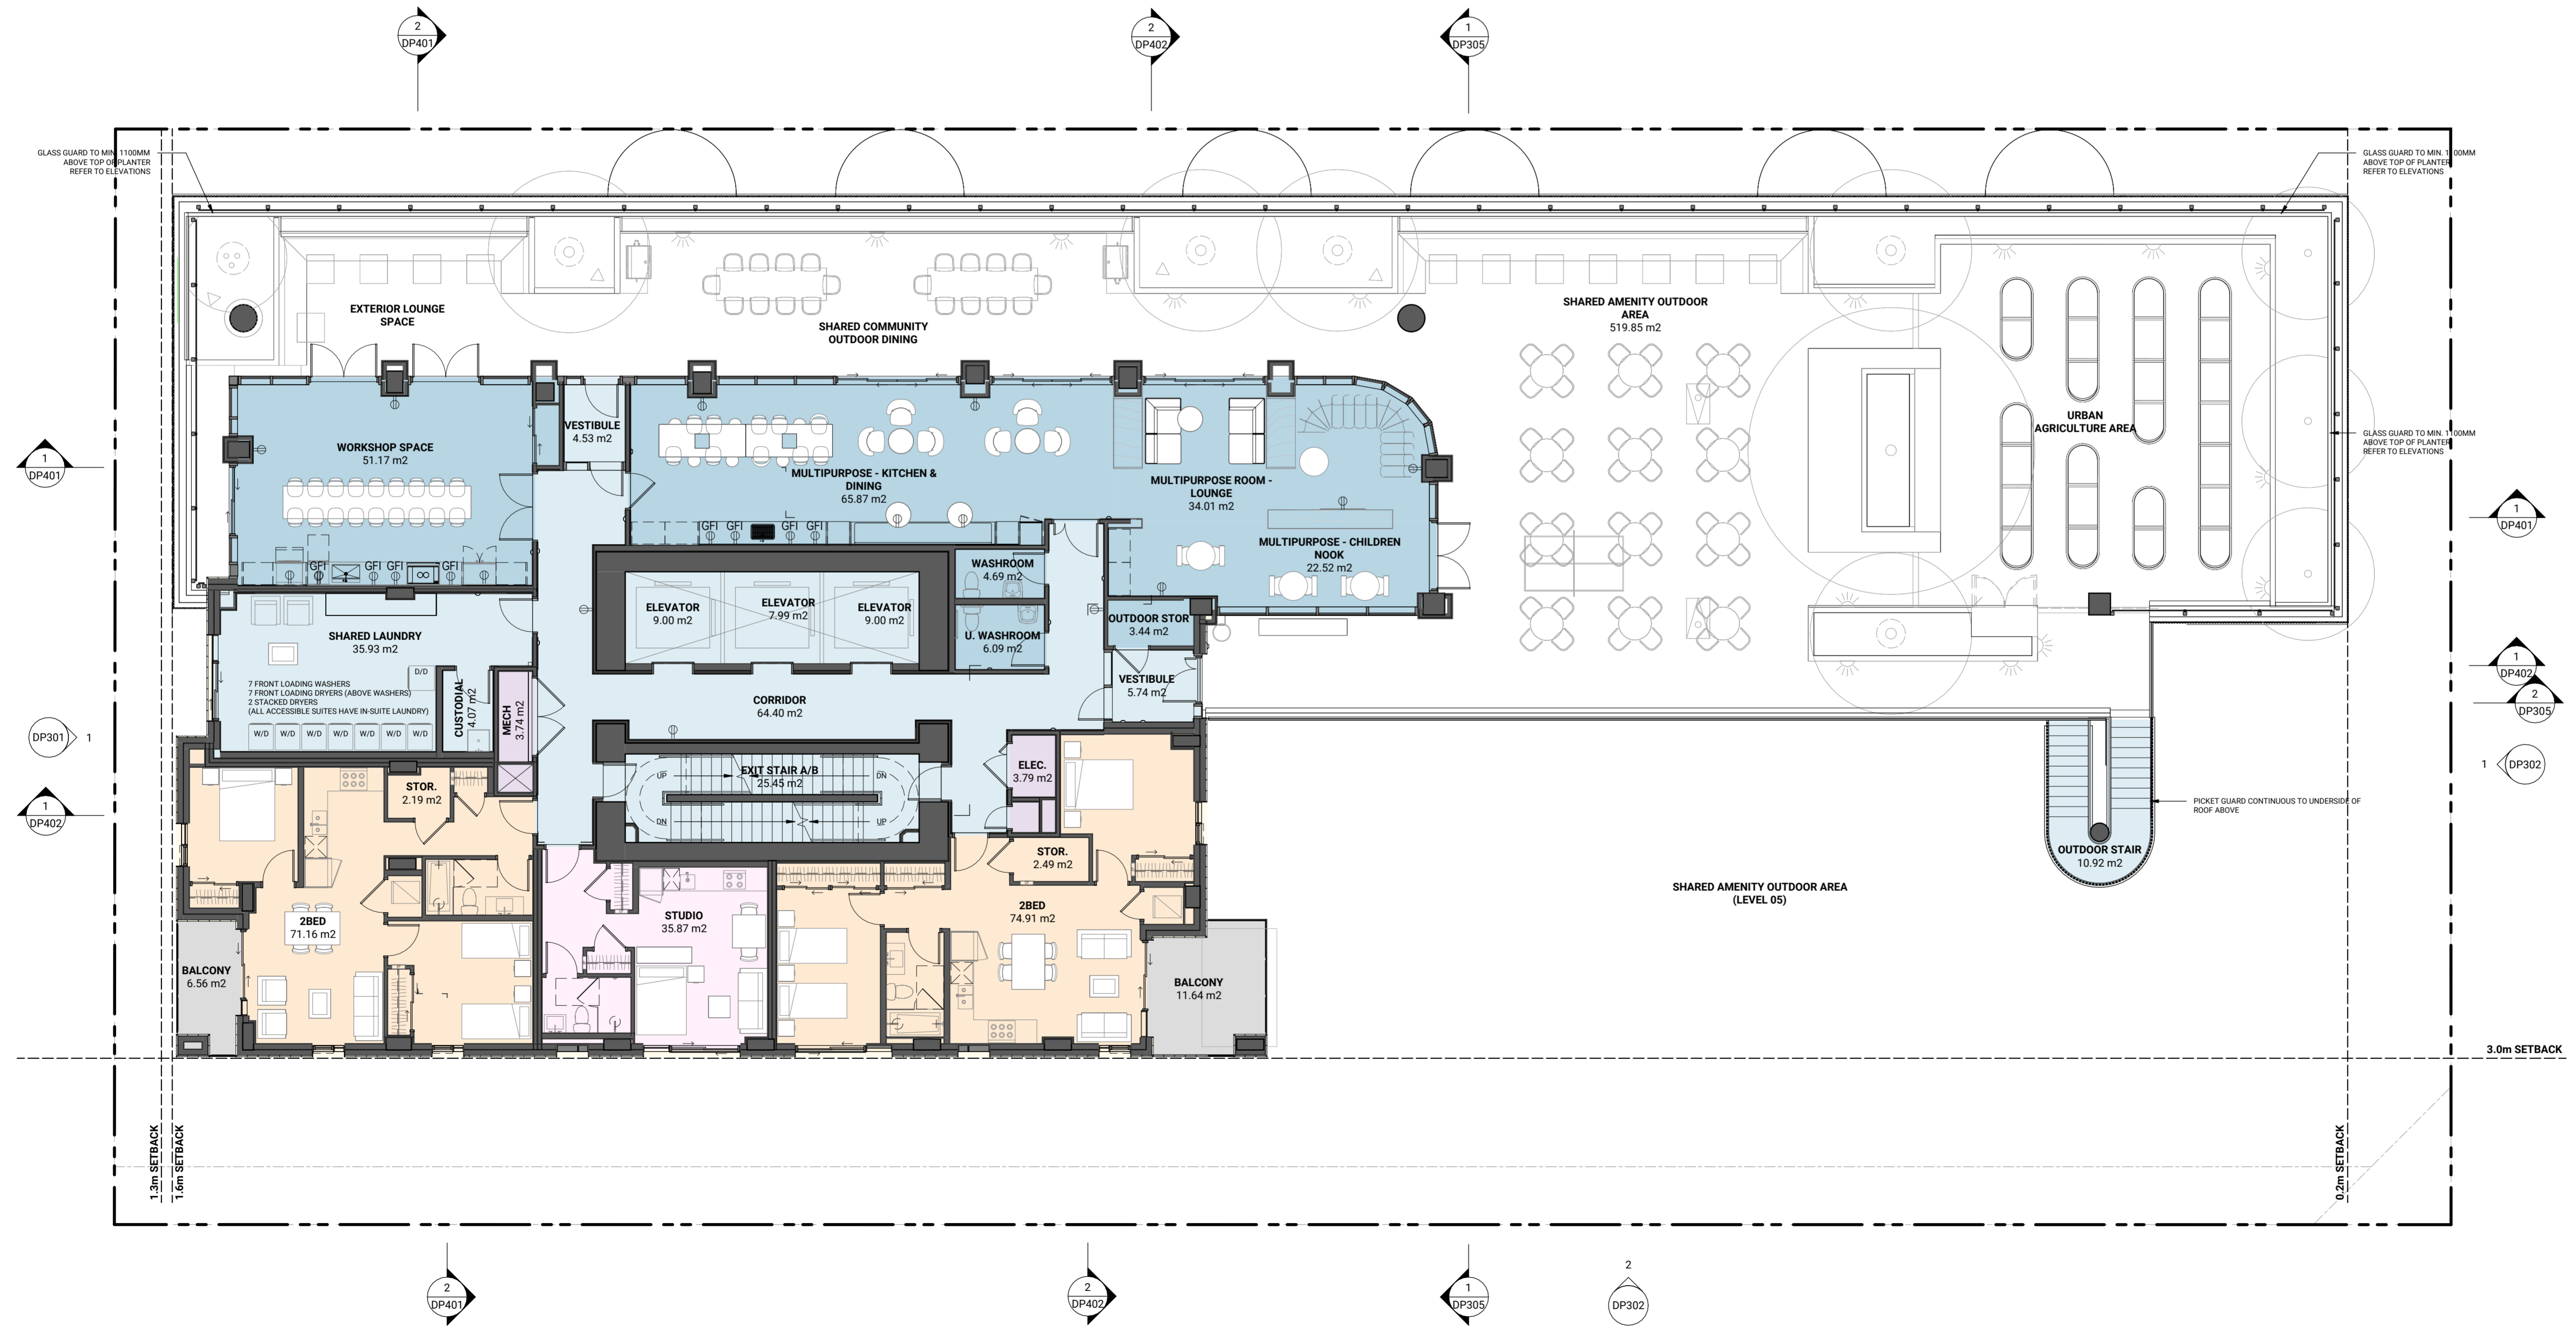 2
DP401
2
DP402
1
DP305
GLASS GUARD TO MIN. 1100MM
ABOVE TOP OF PLANTER
REFER TO ELEVATIONS
GLASS GUARD TO MIN. 1100MM
ABOVE TOP OF PLANTER
REFER TO ELEVATIONS
EXTERIOR LOUNGE
SPACE
SHARED COMMUNITY
OUTDOOR DINING
SHARED AMENITY OUTDOOR
AREA
519.85 m2
URBAN
AGRICULTURE AREA
GLASS GUARD TO MIN. 1100MM
ABOVE TOP OF PLANTER
REFER TO ELEVATIONS
1
DP401
WORKSHOP SPACE
51.17 m2
VESTIBULE
4.53 m2
MULTIPURPOSE - KITCHEN &
DINING
65.87 m2
MULTIPURPOSE ROOM -
LOUNGE
34.01 m2
MULTIPURPOSE - CHILDREN
NOOK
22.52 m2
1
DP401
GFI
GFI
GFI
GFI
GFI
GFI
GFI
GFI
ELEVATOR
9.00 m2
ELEVATOR
7.99 m2
ELEVATOR
9.00 m2
WASHROOM
4.69 m2
U. WASHROOM
6.09 m2
OUTDOOR STOR
3.44 m2
VESTIBULE
5.74 m2
SHARED LAUNDRY
35.93 m2
D/D
7 FRONT LOADING WASHERS
7 FRONT LOADING DRYERS (ABOVE WASHERS)
2 STACKED DRYERS
(ALL ACCESSIBLE SUITES HAVE IN-SUITE LAUNDRY)
W/D
W/D
W/D
W/D
W/D
W/D
W/D
CUSTODIAL
4.07 m2
MECH
3.74 m2
CORRIDOR
64.40 m2
1
DP402
2
DP305
DP301
1
1
DP302
1
DP402
EXIT STAIR A/B
25.45 m2
UP
DN
DN
UP
ELEC.
3.79 m2
STOR.
2.19 m2
STOR.
2.49 m2
PICKET GUARD CONTINUOUS TO UNDERSIDE OF
ROOF ABOVE
OUTDOOR STAIR
10.92 m2
SHARED AMENITY OUTDOOR AREA
(LEVEL 05)
2BED
71.16 m2
STUDIO
35.87 m2
2BED
74.91 m2
BALCONY
6.56 m2
BALCONY
11.64 m2
3.0m SETBACK
1.3m SETBACK
1.6m SETBACK
0.2m SETBACK
2
DP401
2
DP402
1
DP305
2
DP302